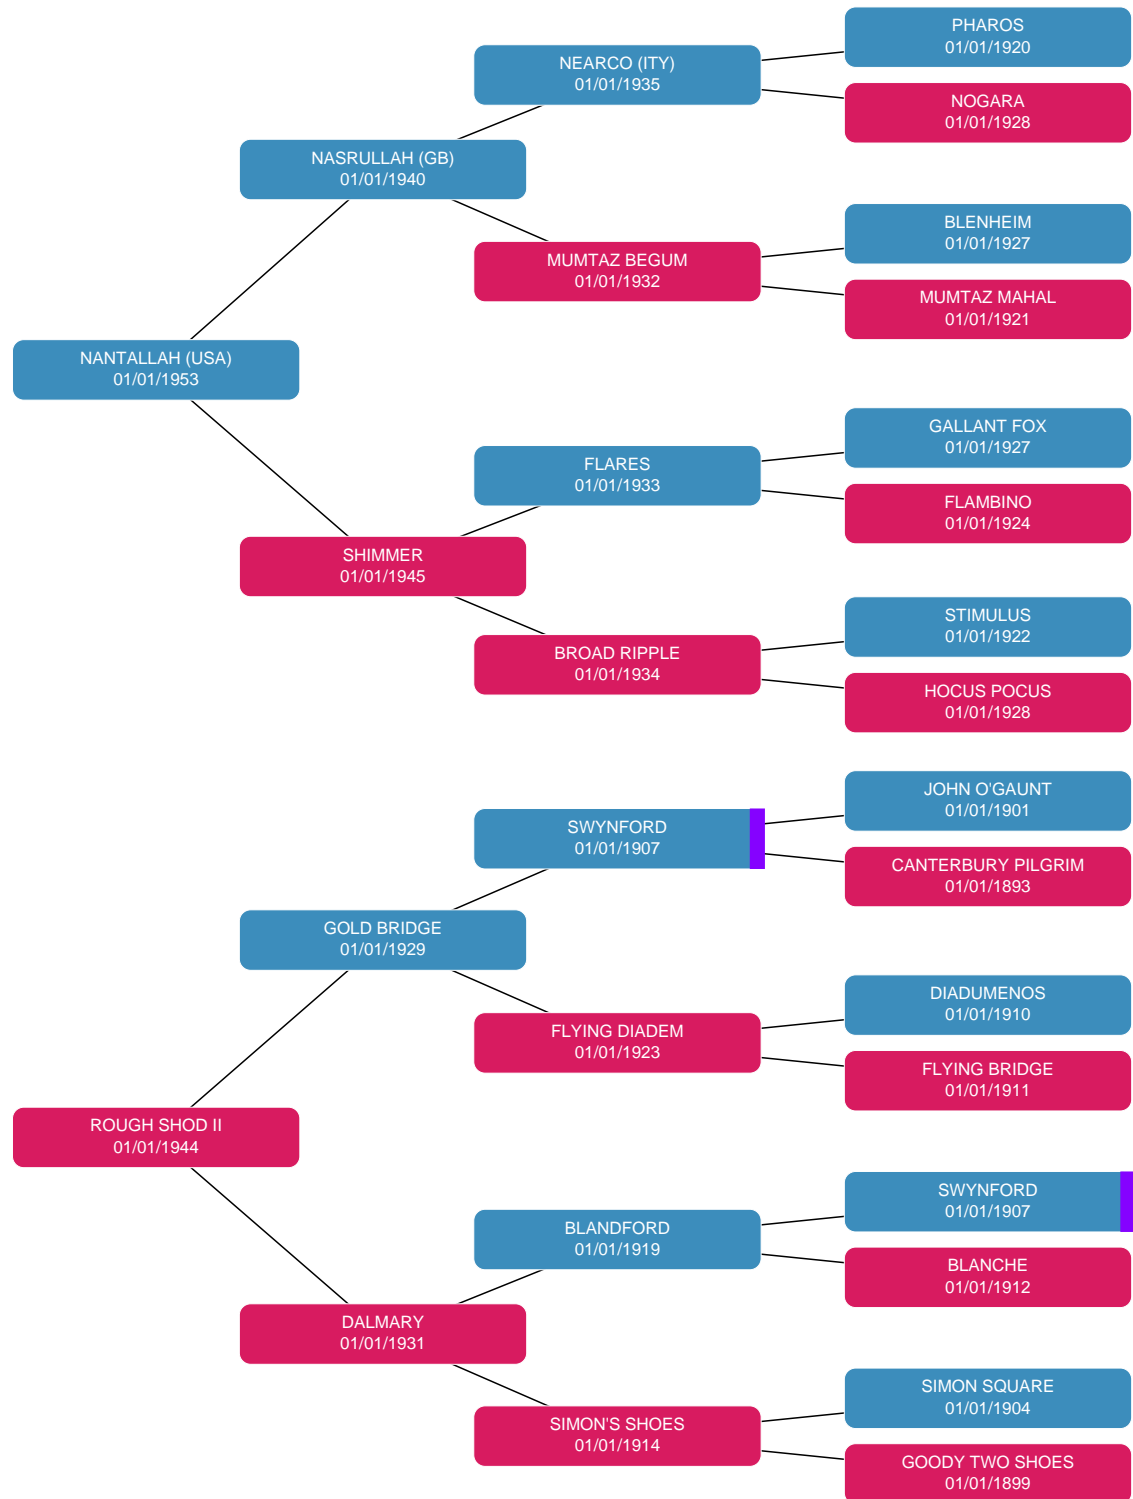 PHAROS
01/01/1920
NEARCO (ITY)
01/01/1935
NOGARA
01/01/1928
NASRULLAH (GB)
01/01/1940
BLENHEIM
01/01/1927
MUMTAZ BEGUM
01/01/1932
MUMTAZ MAHAL
01/01/1921
NANTALLAH (USA)
01/01/1953
GALLANT FOX
01/01/1927
FLARES
01/01/1933
FLAMBINO
01/01/1924
SHIMMER
01/01/1945
STIMULUS
01/01/1922
BROAD RIPPLE
01/01/1934
HOCUS POCUS
01/01/1928
JOHN O'GAUNT
01/01/1901
SWYNFORD
01/01/1907
CANTERBURY PILGRIM
01/01/1893
GOLD BRIDGE
01/01/1929
DIADUMENOS
01/01/1910
FLYING DIADEM
01/01/1923
FLYING BRIDGE
01/01/1911
ROUGH SHOD II
01/01/1944
SWYNFORD
01/01/1907
BLANDFORD
01/01/1919
BLANCHE
01/01/1912
DALMARY
01/01/1931
SIMON SQUARE
01/01/1904
SIMON'S SHOES
01/01/1914
GOODY TWO SHOES
01/01/1899